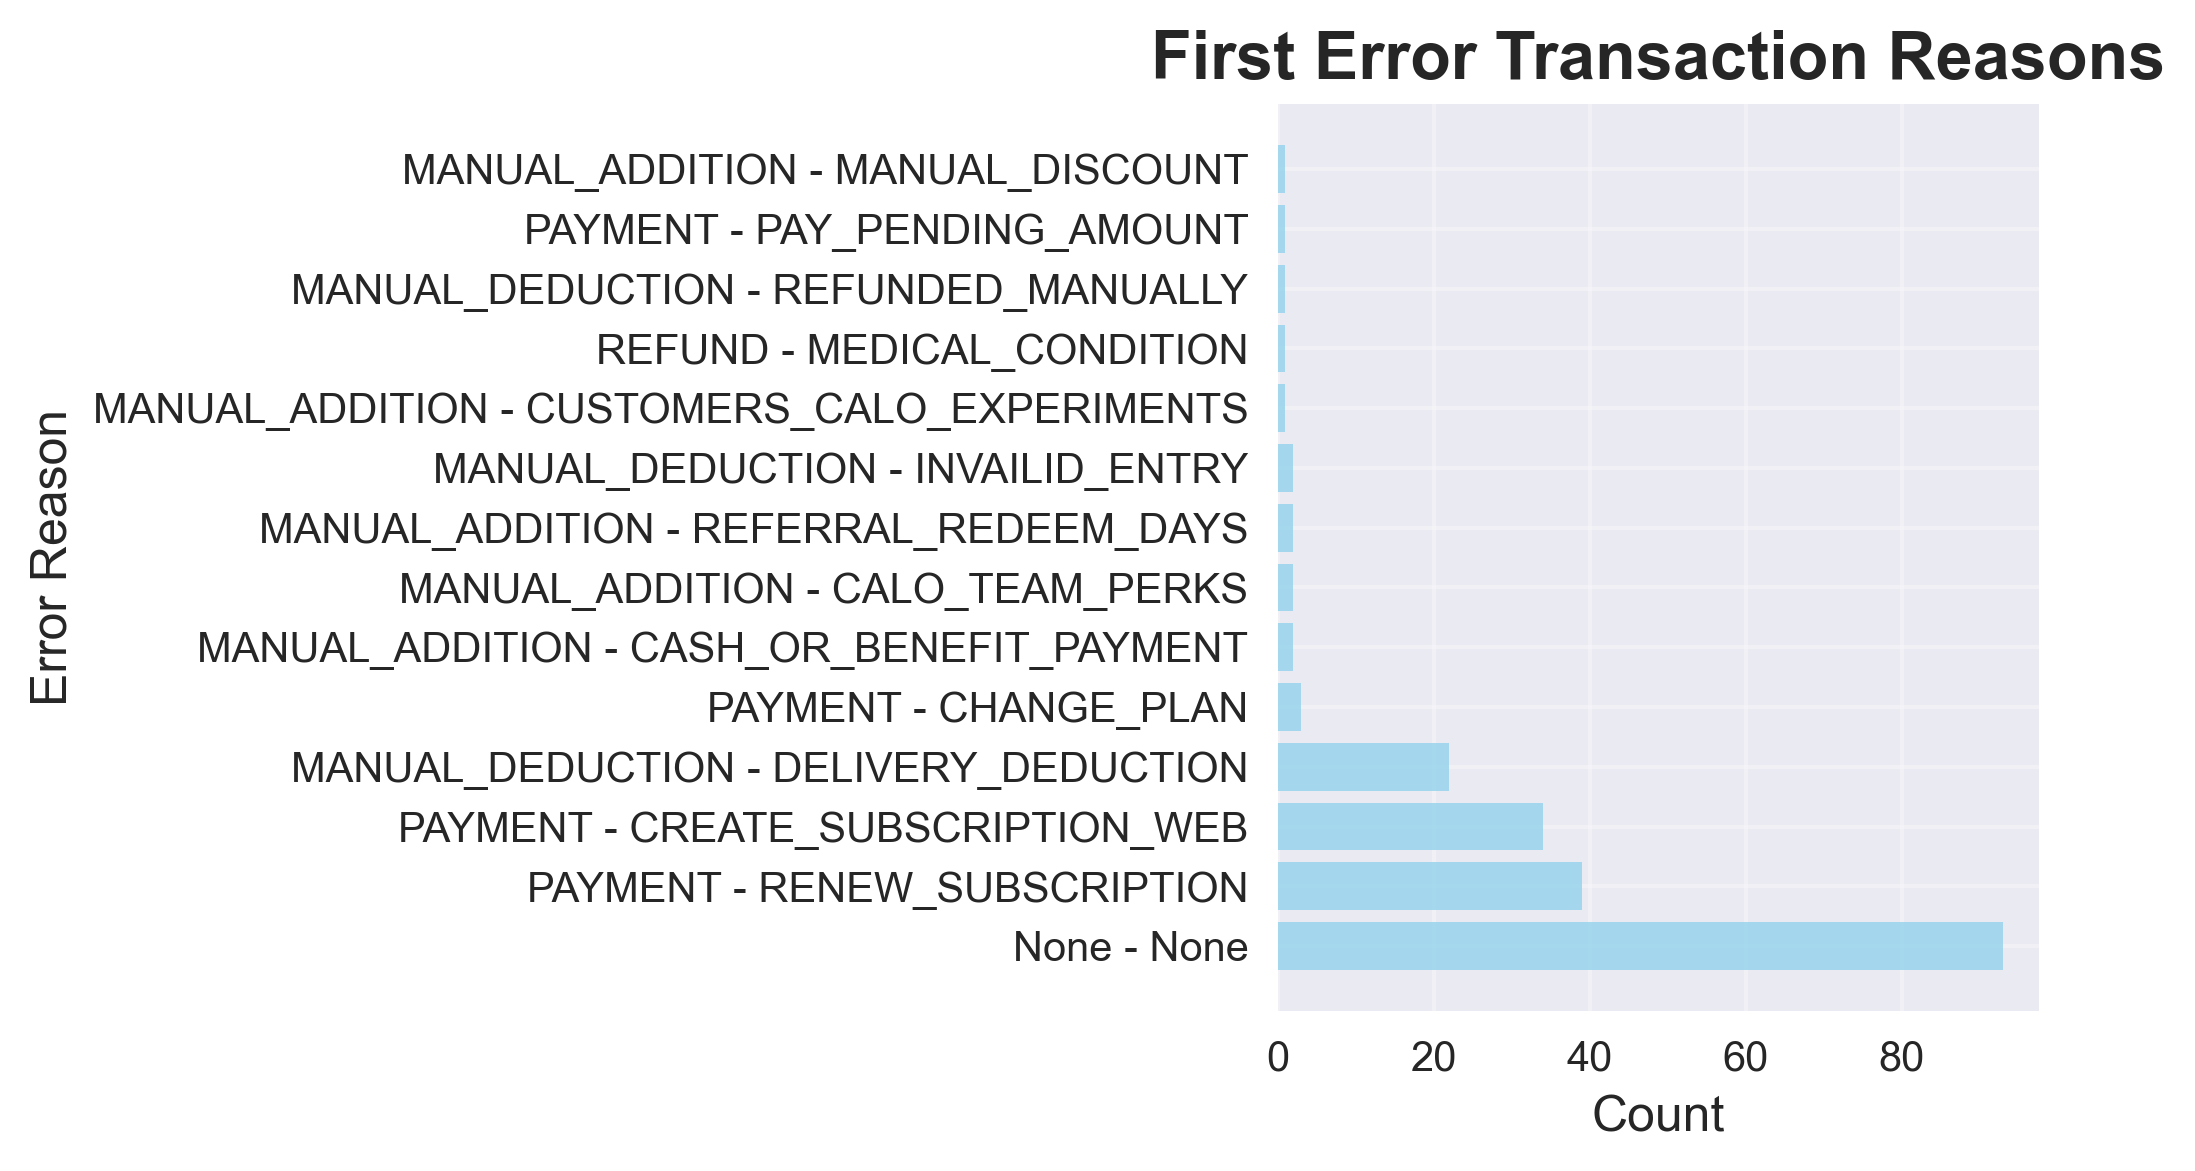 First Error Transaction Reasons
MANUAL_ADDITION - MANUAL_DISCOUNT
PAYMENT - PAY_PENDING_AMOUNT
MANUAL_DEDUCTION - REFUNDED_MANUALLY
REFUND - MEDICAL_CONDITION
MANUAL_ADDITION - CUSTOMERS_CALO_EXPERIMENTS
MANUAL_DEDUCTION - INVAILID_ENTRY
MANUAL_ADDITION - REFERRAL_REDEEM_DAYS
MANUAL_ADDITION - CALO_TEAM_PERKS
MANUAL_ADDITION - CASH_OR_BENEFIT_PAYMENT
PAYMENT - CHANGE_PLAN
MANUAL_DEDUCTION - DELIVERY_DEDUCTION
PAYMENT - CREATE_SUBSCRIPTION_WEB
PAYMENT - RENEW_SUBSCRIPTION
None - None
Error Reason
0 20 40 60 80
Count